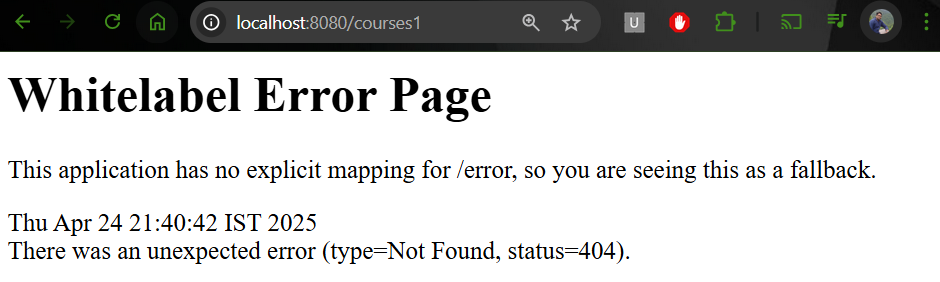 localhost:8080/courses1
U
Whitelabel Error Page
This application has no explicit mapping for /error, so you are seeing this as a fallback.
Thu Apr 24 21:40:42 IST 2025
There was an unexpected error (type=Not Found, status=404).